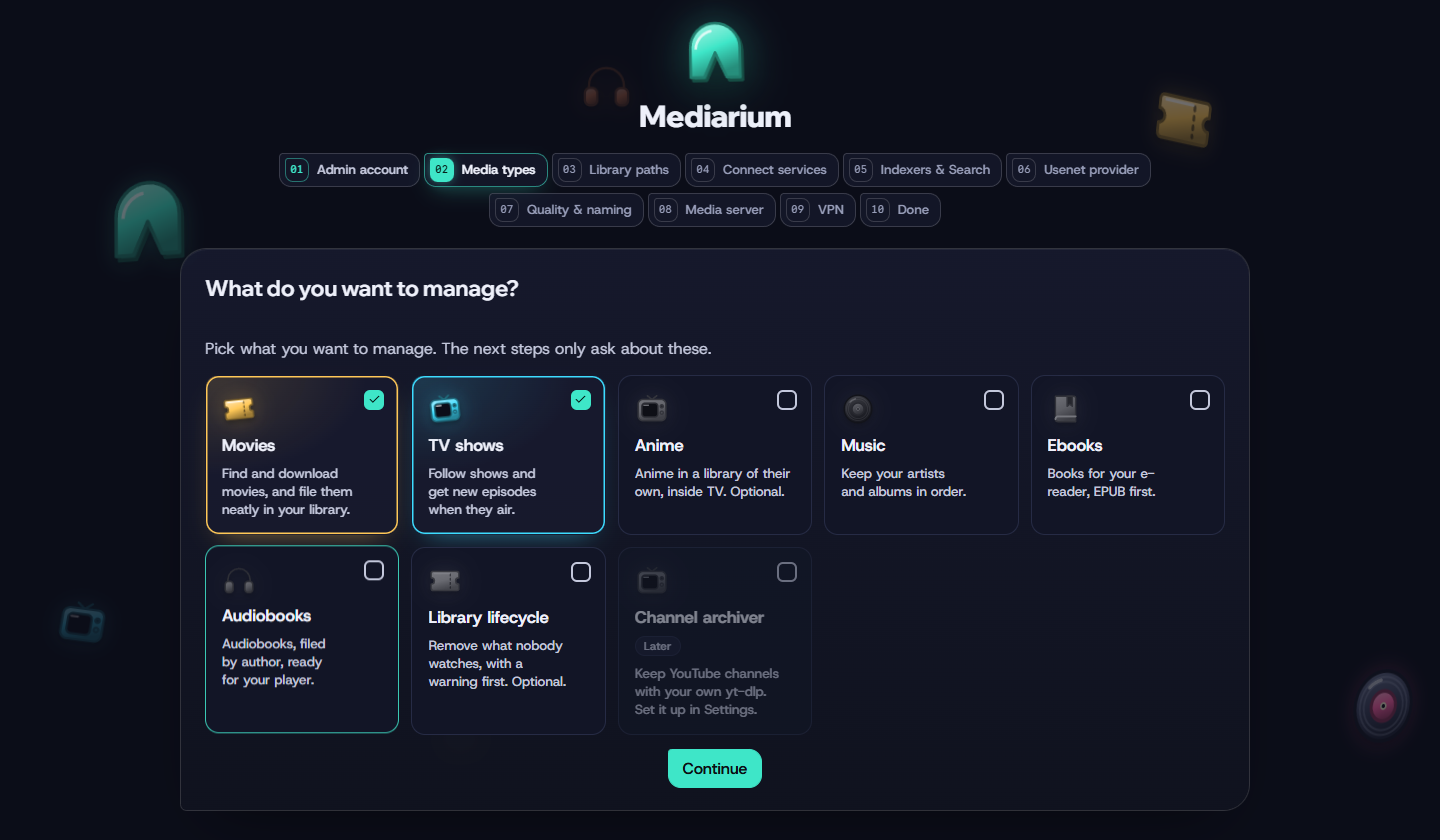 Mediarium
01 Admin account
02 Media types
03 Library paths
04 Connect services
05 Indexers & Search
06 Usenet provider
07 Quality & naming
08 Media server
09 VPN
10 Done
What do you want to manage?
Pick what you want to manage. The next steps only ask about these.
Movies
Find and download
movies, and file them
neatly in your library.
TV shows
Follow shows and
get new episodes
when they air.
Anime
Anime in a library of their
own, inside TV. Optional.
Music
Keep your artists
and albums in order.
Ebooks
Books for your e-
reader, EPUB first.
Audiobooks
Audiobooks, filed
by author, ready
for your player.
Library lifecycle
Remove what nobody
watches, with a
warning first. Optional.
Channel archiver
Later
Keep YouTube channels
with your own yt-dlp.
Set it up in Settings.
Continue